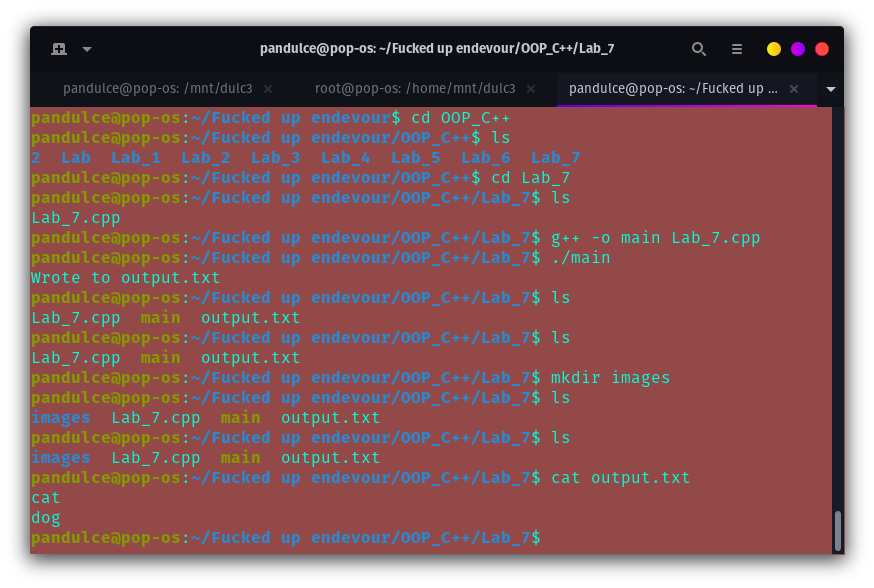 pandulce@pop-os: ~/Fucked up endevour/OOP_C++/Lab_7
pandulce@pop-os: /mnt/dulc3 × root@pop-os: /home/mnt/dulc3 × pandulce@pop-os: ~/Fucked up ... ×
pandulce@pop-os:~/Fucked up endevour$ cd OOP_C++
pandulce@pop-os:~/Fucked up endevour/OOP_C++$ ls
2  Lab  Lab_1  Lab_2  Lab_3  Lab_4  Lab_5  Lab_6  Lab_7
pandulce@pop-os:~/Fucked up endevour/OOP_C++$ cd Lab_7
pandulce@pop-os:~/Fucked up endevour/OOP_C++/Lab_7$ ls
Lab_7.cpp
pandulce@pop-os:~/Fucked up endevour/OOP_C++/Lab_7$ g++ -o main Lab_7.cpp
pandulce@pop-os:~/Fucked up endevour/OOP_C++/Lab_7$ ./main
Wrote to output.txt
pandulce@pop-os:~/Fucked up endevour/OOP_C++/Lab_7$ ls
Lab_7.cpp  main  output.txt
pandulce@pop-os:~/Fucked up endevour/OOP_C++/Lab_7$ ls
Lab_7.cpp  main  output.txt
pandulce@pop-os:~/Fucked up endevour/OOP_C++/Lab_7$ mkdir images
pandulce@pop-os:~/Fucked up endevour/OOP_C++/Lab_7$ ls
images  Lab_7.cpp  main  output.txt
pandulce@pop-os:~/Fucked up endevour/OOP_C++/Lab_7$ ls
images  Lab_7.cpp  main  output.txt
pandulce@pop-os:~/Fucked up endevour/OOP_C++/Lab_7$ cat output.txt
cat
dog
pandulce@pop-os:~/Fucked up endevour/OOP_C++/Lab_7$